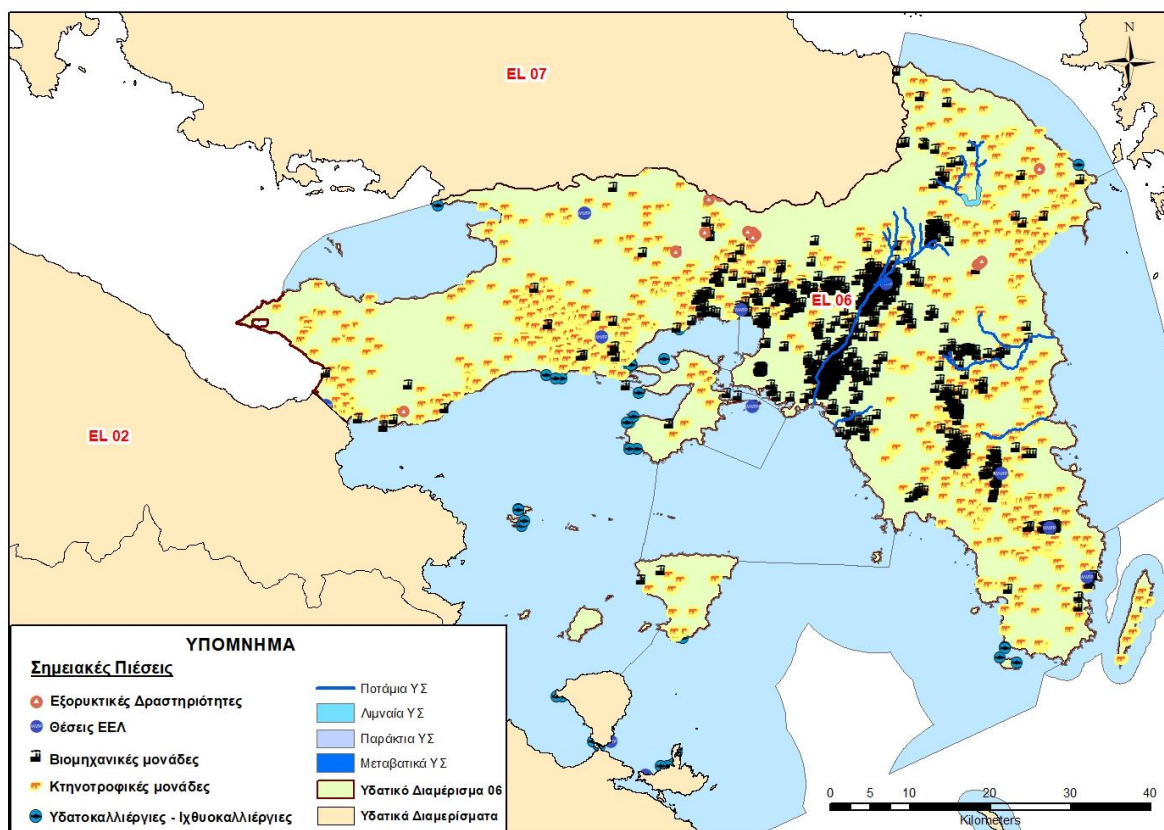 N
EL 07
EL 06
EL 02
ΥΠΟΜΝΗΜΑ
Σημειακές Πιέσεις
Εξορυκτικές Δραστηριότητες
Θέσεις ΕΕΛ
Βιομηχανικές μονάδες
Κτηνοτροφικές μονάδες
Υδατοκαλλιέργιες - Ιχθυοκαλλιέργιες
Ποτάμια ΥΣ
Λιμναία ΥΣ
Παράκτια ΥΣ
Μεταβατικά ΥΣ
Υδατικό Διαμέρισμα 06
Υδατικά Διαμερίσματα
0 5 10 20 30 40
Kilometers